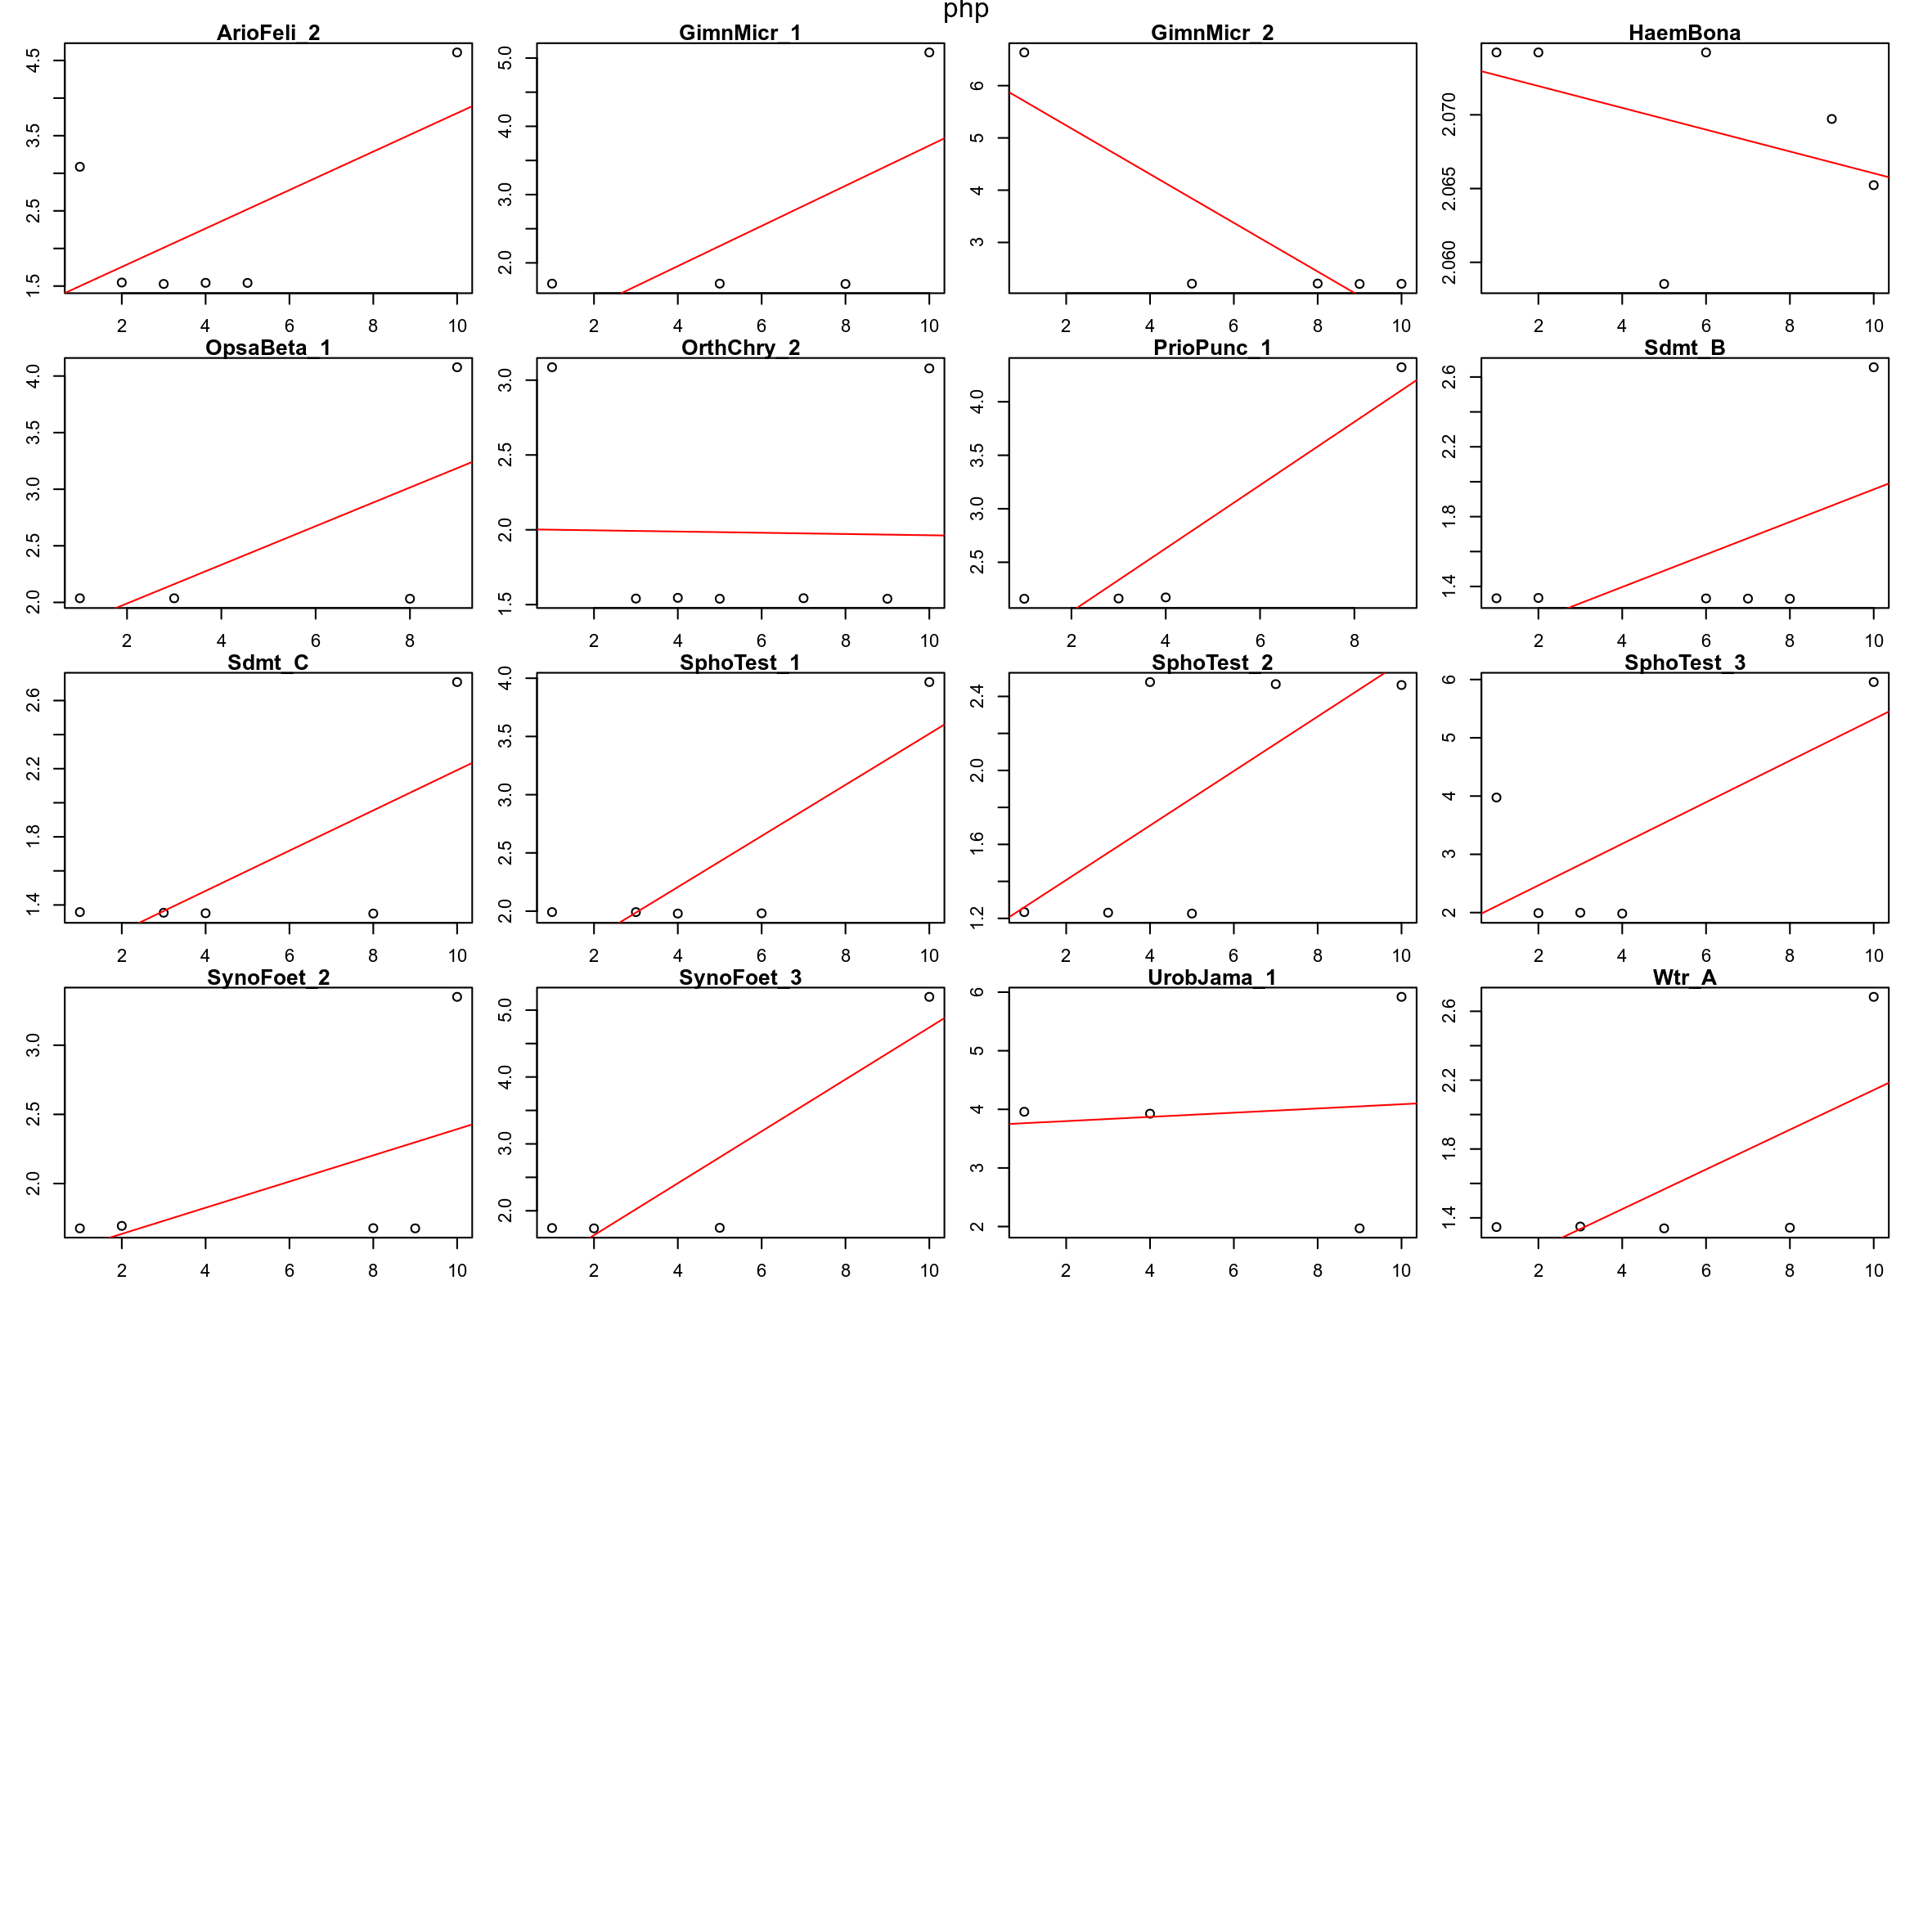 php
ArioFeli_2 GimnMicr_1 GimnMicr_2 HaemBona
1.5 2.5 3.5 4.5 2.0 3.0 4.0 5.0 3 4 5 6 2.060 2.065 2.070
2 4 6 8 10 2 4 6 8 10 2 4 6 8 10 2 4 6 8 10
OpsaBeta_1 OrthChry_2 PrioPunc_1 Sdmt_B
2.0 2.5 3.0 3.5 4.0 1.5 2.0 2.5 3.0 2.5 3.0 3.5 4.0 1.4 1.8 2.2 2.6
2 4 6 8 2 4 6 8 10 2 4 6 8 2 4 6 8 10
Sdmt_C SphoTest_1 SphoTest_2 SphoTest_3
1.4 1.8 2.2 2.6 2.0 2.5 3.0 3.5 4.0 1.2 1.6 2.0 2.4 2 3 4 5 6
2 4 6 8 10 2 4 6 8 10 2 4 6 8 10 2 4 6 8 10
SynoFoet_2 SynoFoet_3 UrobJama_1 Wtr_A
2.0 2.5 3.0 2.0 3.0 4.0 5.0 2 3 4 5 6 1.4 1.8 2.2 2.6
2 4 6 8 10 2 4 6 8 10 2 4 6 8 10 2 4 6 8 10